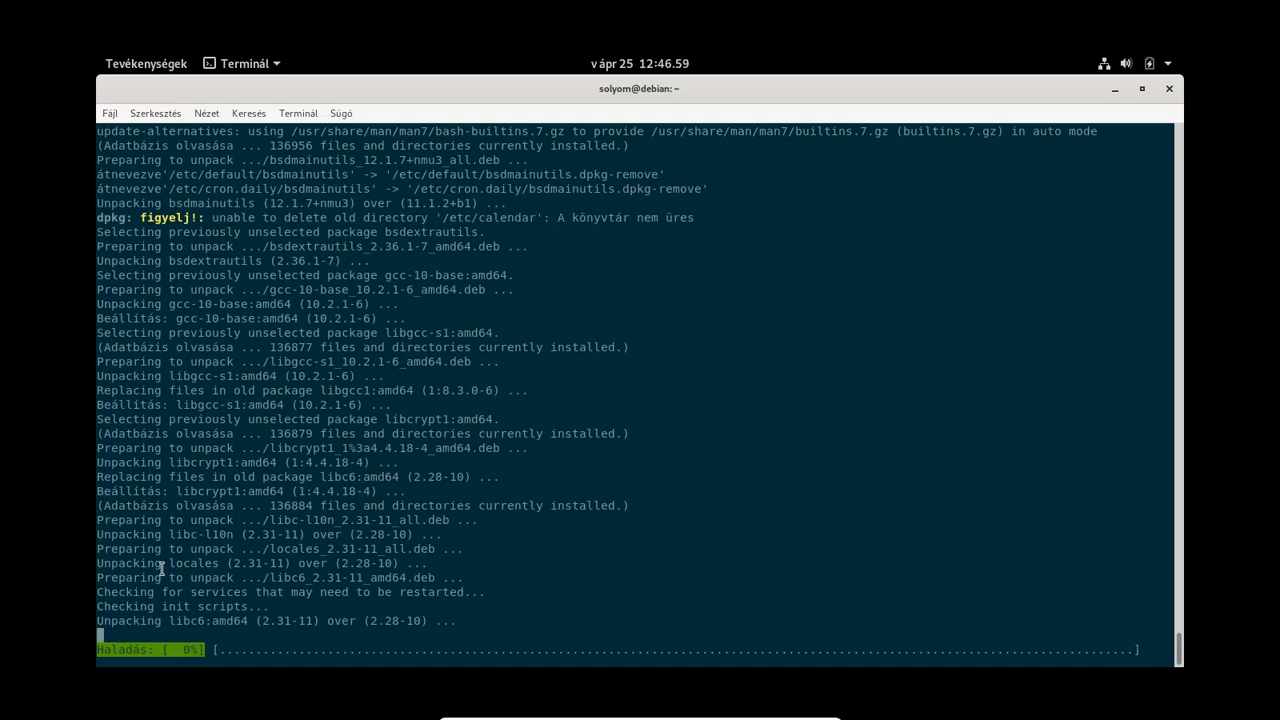 Tevékenységek Terminál v ápr 25 12:46.59
solyom@debian: ~
Fájl Szerkesztés Nézet Keresés Terminál Súgó
update-alternatives: using /usr/share/man/man7/bash-builtins.7.gz to provide /usr/share/man/man7/builtins.7.gz (builtins.7.gz) in auto mode
(Adatbázis olvasása ... 136956 files and directories currently installed.)
Preparing to unpack .../bsdmainutils_12.1.7+nmu3_all.deb ...
átnevezve'/etc/default/bsdmainutils' -> '/etc/default/bsdmainutils.dpkg-remove'
átnevezve'/etc/cron.daily/bsdmainutils' -> '/etc/cron.daily/bsdmainutils.dpkg-remove'
Unpacking bsdmainutils (12.1.7+nmu3) over (11.1.2+b1) ...
dpkg: figyelj!: unable to delete old directory '/etc/calendar': A könyvtár nem üres
Selecting previously unselected package bsdextrautils.
Preparing to unpack .../bsdextrautils_2.36.1-7_amd64.deb ...
Unpacking bsdextrautils (2.36.1-7) ...
Selecting previously unselected package gcc-10-base:amd64.
Preparing to unpack .../gcc-10-base_10.2.1-6_amd64.deb ...
Unpacking gcc-10-base:amd64 (10.2.1-6) ...
Beállítás: gcc-10-base:amd64 (10.2.1-6) ...
Selecting previously unselected package libgcc-s1:amd64.
(Adatbázis olvasása ... 136877 files and directories currently installed.)
Preparing to unpack .../libgcc-s1_10.2.1-6_amd64.deb ...
Unpacking libgcc-s1:amd64 (10.2.1-6) ...
Replacing files in old package libgcc1:amd64 (1:8.3.0-6) ...
Beállítás: libgcc-s1:amd64 (10.2.1-6) ...
Selecting previously unselected package libcrypt1:amd64.
(Adatbázis olvasása ... 136879 files and directories currently installed.)
Preparing to unpack .../libcrypt1_1%3a4.4.18-4_amd64.deb ...
Unpacking libcrypt1:amd64 (1:4.4.18-4) ...
Replacing files in old package libc6:amd64 (2.28-10) ...
Beállítás: libcrypt1:amd64 (1:4.4.18-4) ...
(Adatbázis olvasása ... 136884 files and directories currently installed.)
Preparing to unpack .../libc-l10n_2.31-11_all.deb ...
Unpacking libc-l10n (2.31-11) over (2.28-10) ...
Preparing to unpack .../locales_2.31-11_all.deb ...
Unpacking locales (2.31-11) over (2.28-10) ...
Preparing to unpack .../libc6_2.31-11_amd64.deb ...
Checking for services that may need to be restarted...
Checking init scripts...
Unpacking libc6:amd64 (2.31-11) over (2.28-10) ...
Haladás: [  0%] [...............................................................................................................................]